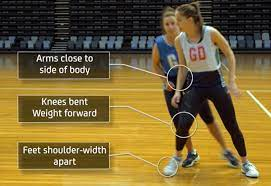 Arms close to
side of body
GD
Knees bent
Weight forward
Feet shoulder-width
apart